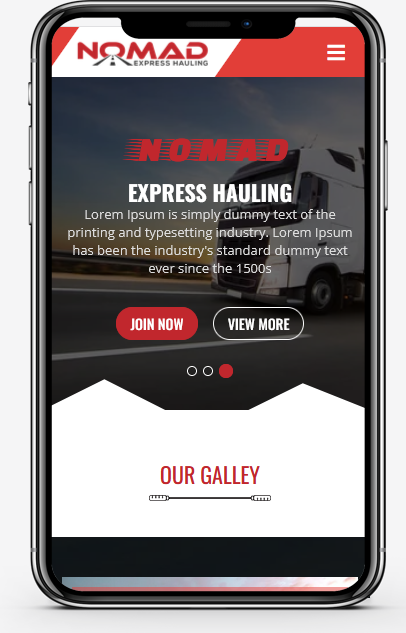 NOMAD
EXPRESS HAULING
NOMAD
EXPRESS HAULING
Lorem Ipsum is simply dummy text of the
printing and typesetting industry. Lorem Ipsum
has been the industry's standard dummy text
ever since the 1500s
JOIN NOW VIEW MORE
OUR GALLEY